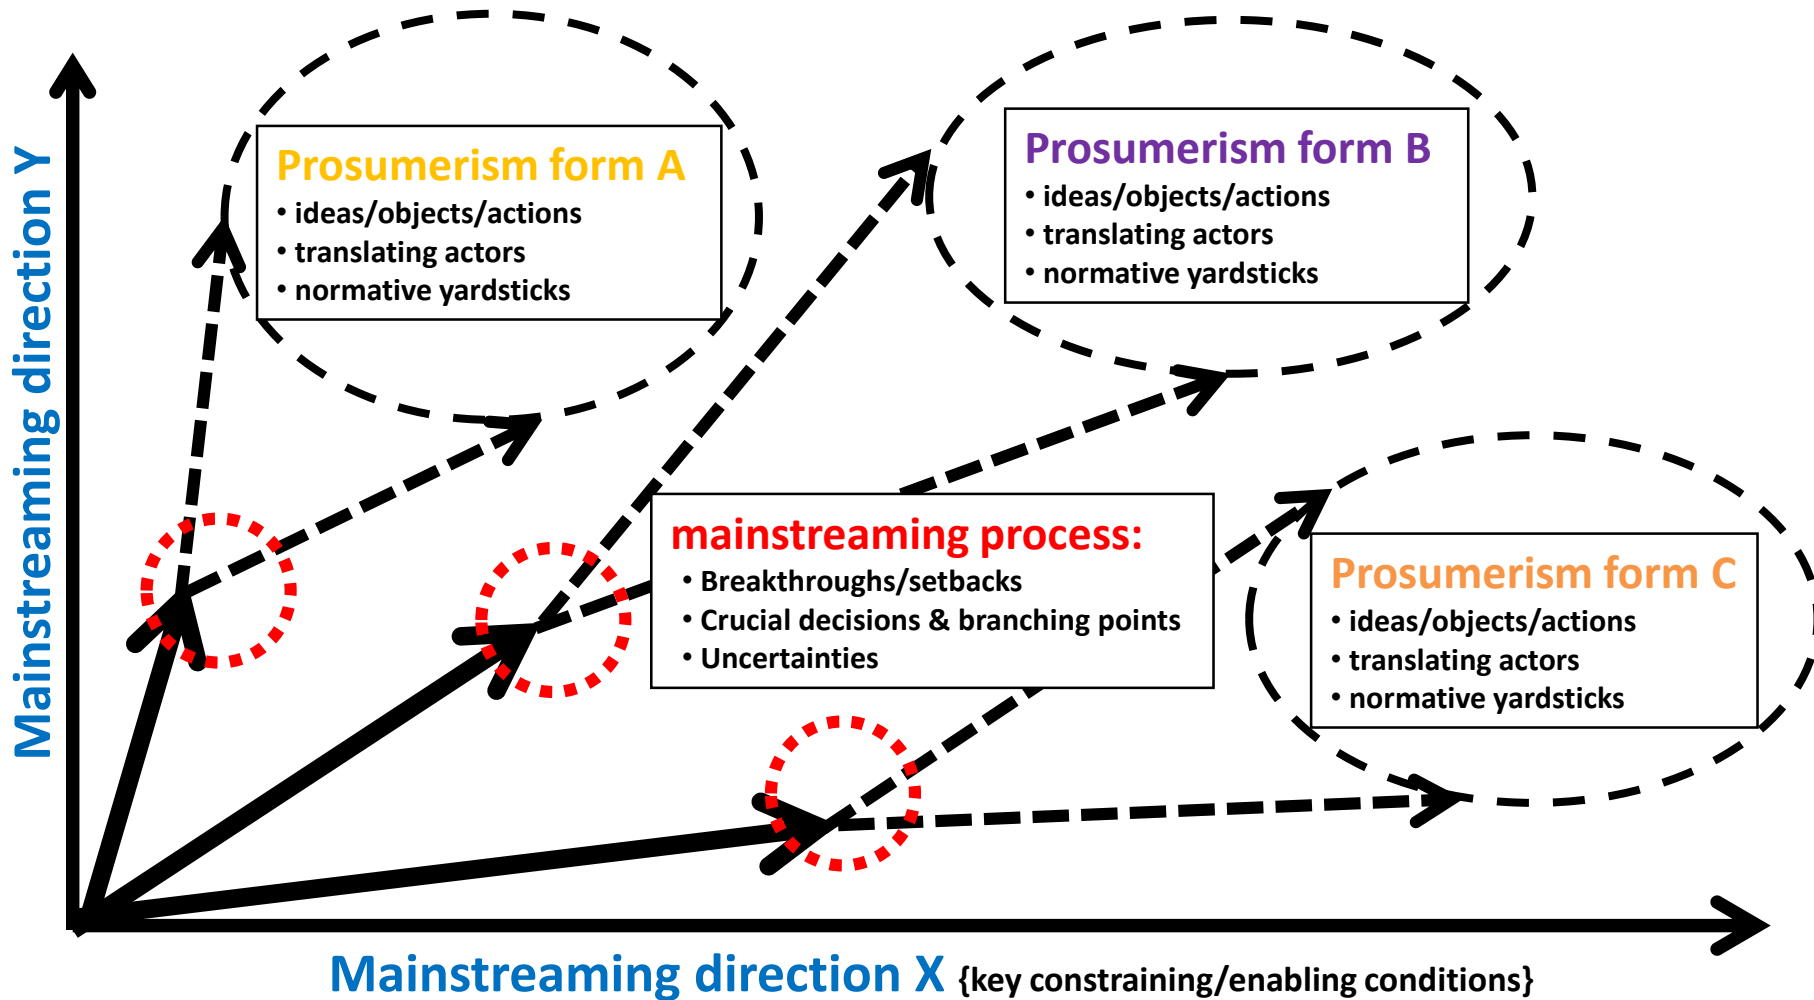 Mainstreaming direction Y
Prosumerism form A
• ideas/objects/actions
• translating actors
• normative yardsticks
Prosumerism form B
• ideas/objects/actions
• translating actors
• normative yardsticks
mainstreaming process:
• Breakthroughs/setbacks
• Crucial decisions & branching points
• Uncertainties
Prosumerism form C
• ideas/objects/actions
• translating actors
• normative yardsticks
Mainstreaming direction X {key constraining/enabling conditions}